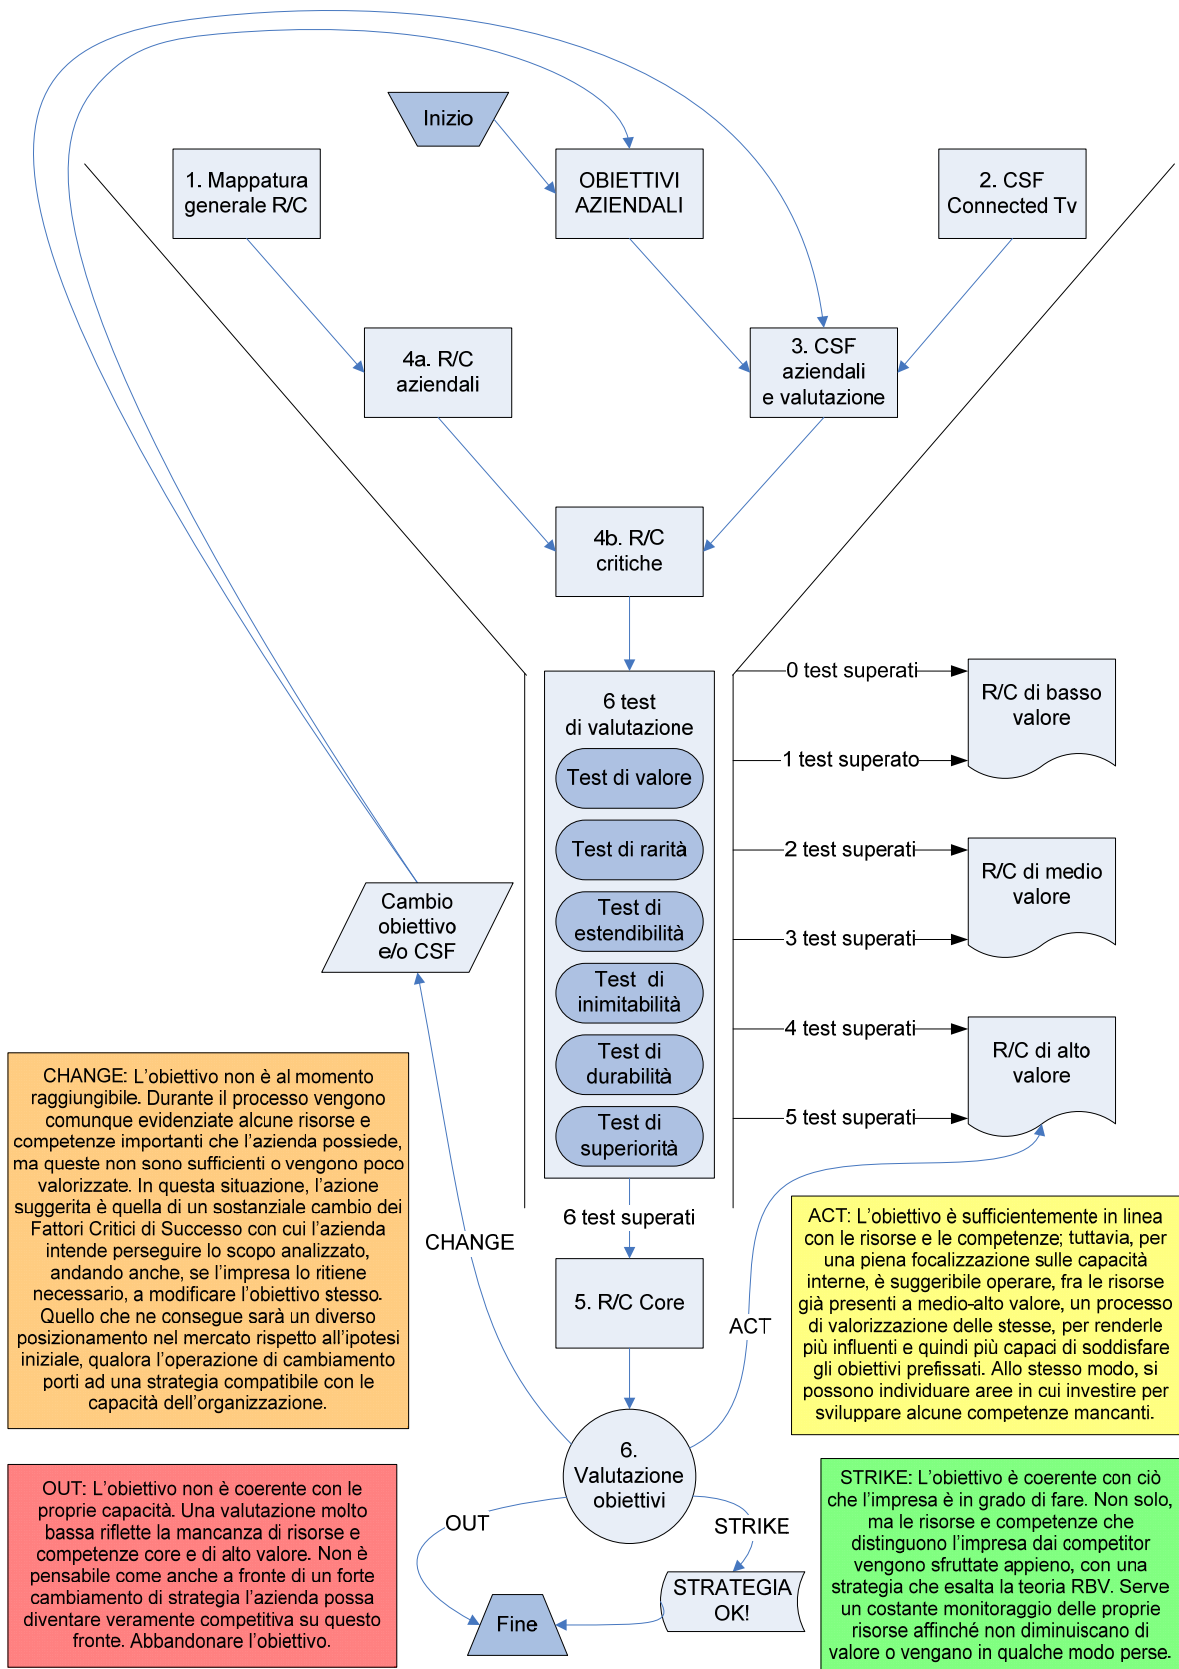 Inizio
1. Mappatura
generale R/C
OBIETTIVI
AZIENDALI
2. CSF
Connected Tv
4a. R/C
aziendali
3. CSF
aziendali
e valutazione
4b. R/C
critiche
6 test
di valutazione
Test di valore
Test di rarità
Test di
estendibilità
Test di
inimitabilità
Test di
durabilità
Test di
superiorità
0 test superati
1 test superato
R/C di basso
valore
2 test superati
3 test superati
R/C di medio
valore
4 test superati
5 test superati
R/C di alto
valore
Cambio
obiettivo
e/o CSF
CHANGE: L'obiettivo non è al momento
raggiungibile. Durante il processo vengono
comunque evidenziate alcune risorse e
competenze importanti che l'azienda possiede,
ma queste non sono sufficienti o vengono poco
valorizzate. In questa situazione, l'azione
suggerita è quella di un sostanziale cambio dei
Fattori Critici di Successo con cui l'azienda
intende perseguire lo scopo analizzato,
andando anche, se l'impresa lo ritiene
necessario, a modificare l'obiettivo stesso.
Quello che ne consegue sarà un diverso
posizionamento nel mercato rispetto all'ipotesi
iniziale, qualora l'operazione di cambiamento
porti ad una strategia compatibile con le
capacità dell'organizzazione.
CHANGE
6 test superati
5. R/C Core
ACT
ACT: L'obiettivo è sufficientemente in linea
con le risorse e le competenze; tuttavia, per
una piena focalizzazione sulle capacità
interne, è suggeribile operare, fra le risorse
già presenti a medio-alto valore, un processo
di valorizzazione delle stesse, per renderle
più influenti e quindi più capaci di soddisfare
gli obiettivi prefissati. Allo stesso modo, si
possono individuare aree in cui investire per
sviluppare alcune competenze mancanti.
6.
Valutazione
obiettivi
OUT
STRIKE
STRATEGIA
OK!
Fine
OUT: L'obiettivo non è coerente con le
proprie capacità. Una valutazione molto
bassa riflette la mancanza di risorse e
competenze core e di alto valore. Non è
pensabile come anche a fronte di un forte
cambiamento di strategia l'azienda possa
diventare veramente competitiva su questo
fronte. Abbandonare l'obiettivo.
STRIKE: L'obiettivo è coerente con ciò
che l'impresa è in grado di fare. Non solo,
ma le risorse e competenze che
distinguono l'impresa dai competitor
vengono sfruttate appieno, con una
strategia che esalta la teoria RBV. Serve
un costante monitoraggio delle proprie
risorse affinché non diminuiscano di
valore o vengano in qualche modo perse.